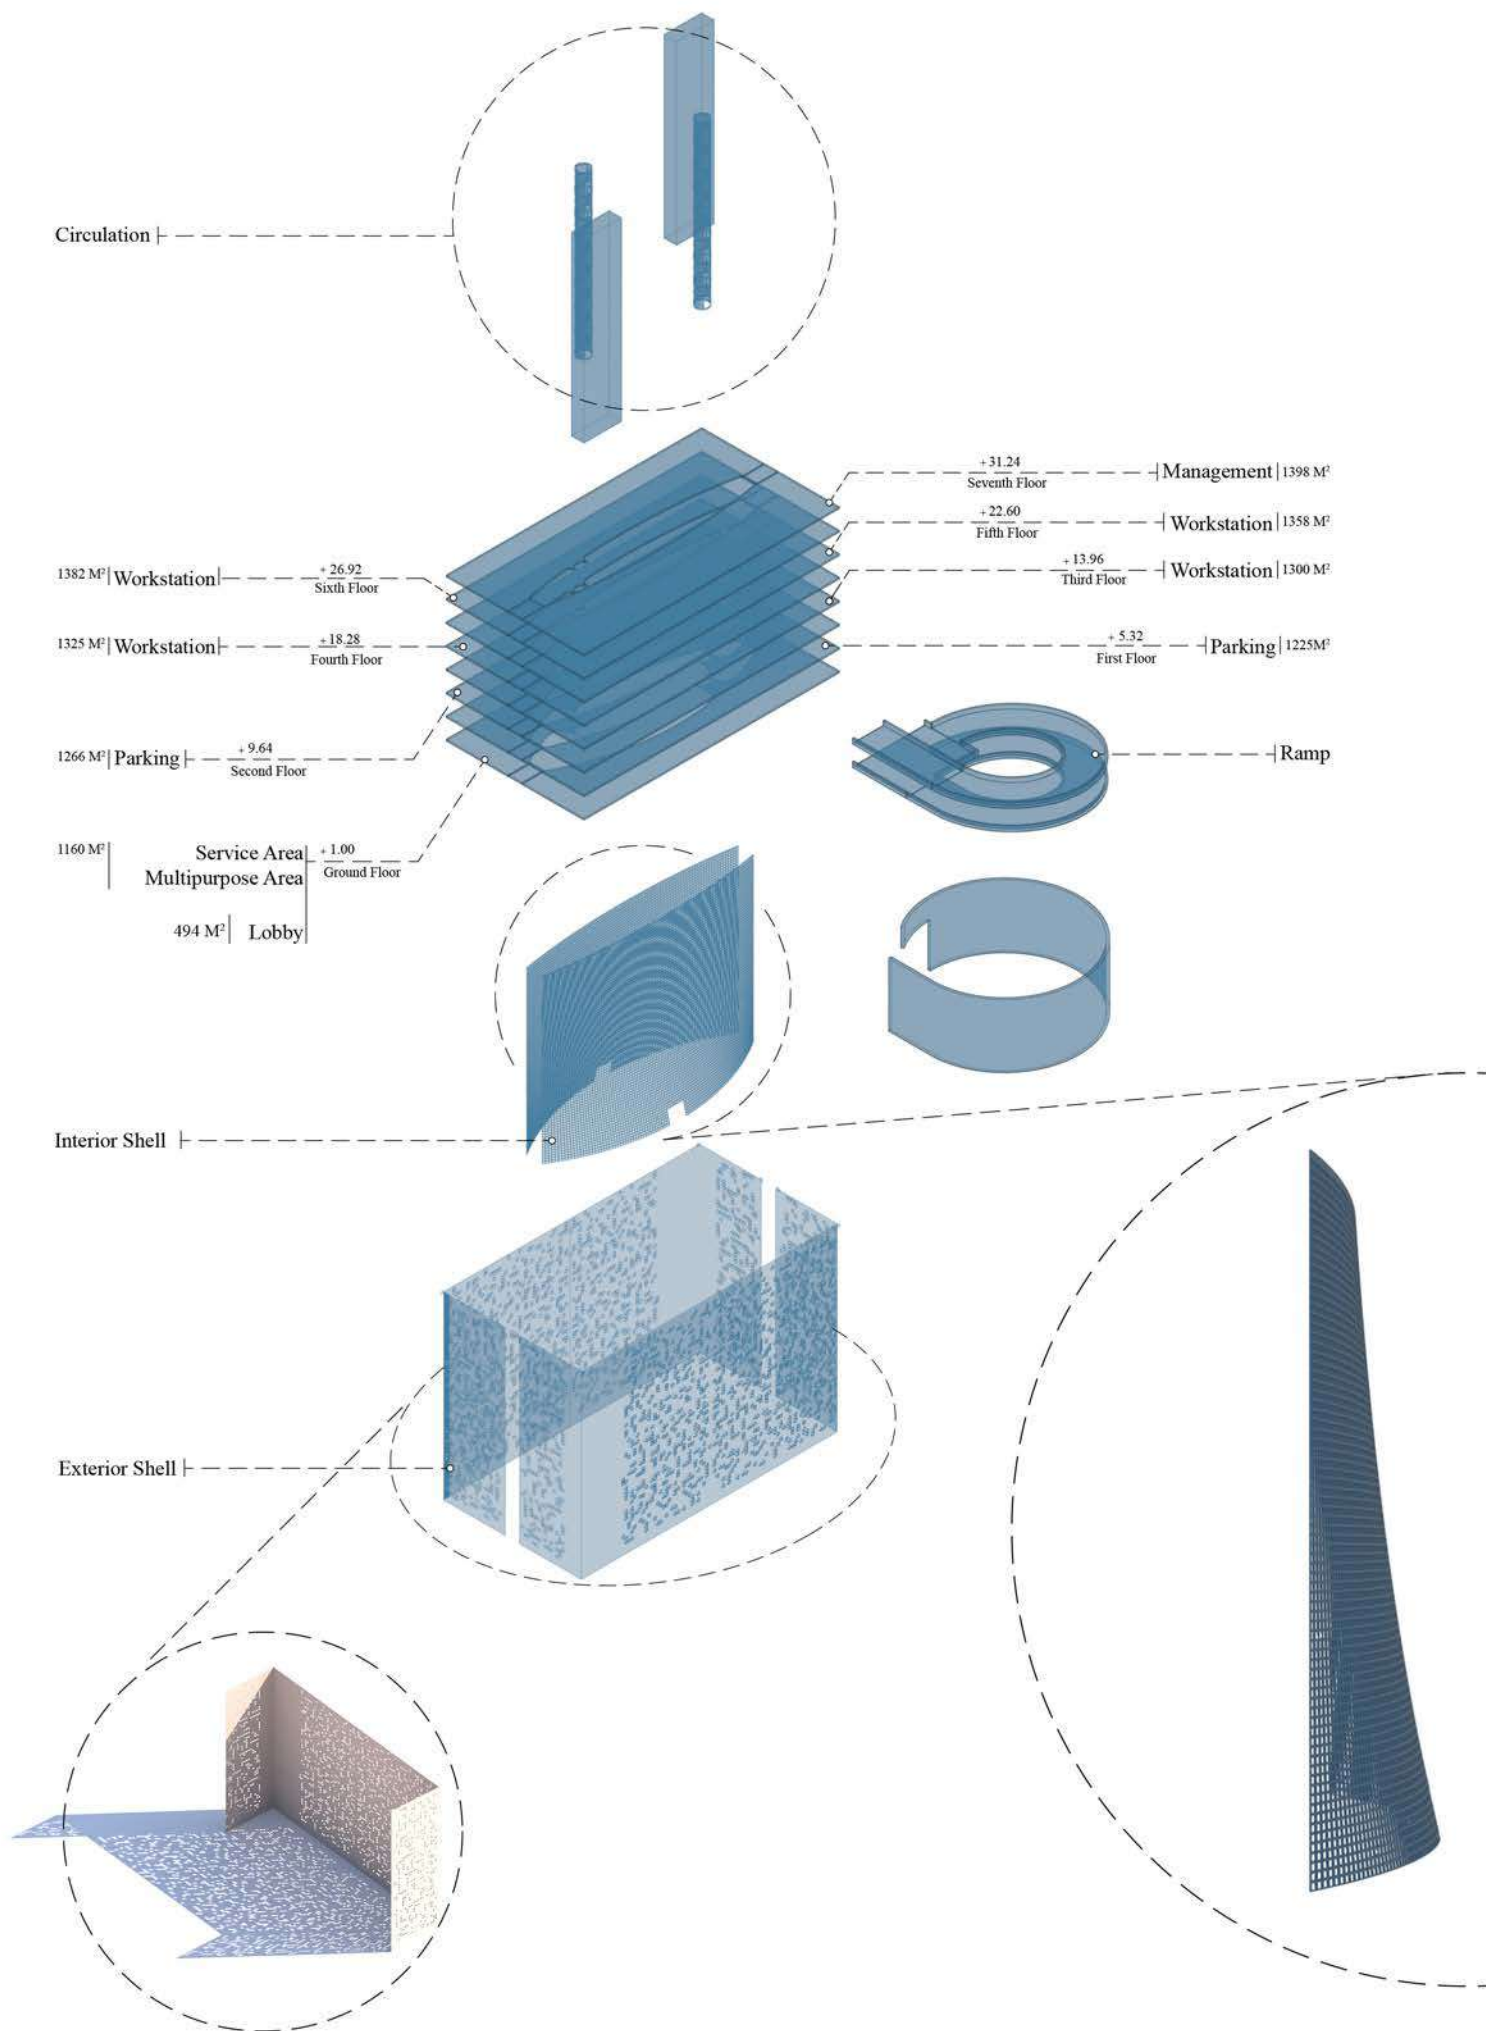 Circulation
+31.24
Seventh Floor
Management
1398 M²
+22.60
Fifth Floor
Workstation
1358 M²
+13.96
Third Floor
Workstation
1300 M²
1382 M²
Workstation
+26.92
Sixth Floor
1325 M²
Workstation
+18.28
Fourth Floor
+5.32
First Floor
Parking
1225M²
1266 M²
Parking
+9.64
Second Floor
Ramp
1160 M²
Service Area
Multipurpose Area
+1.00
Ground Floor
494 M²
Lobby
Interior Shell
Exterior Shell